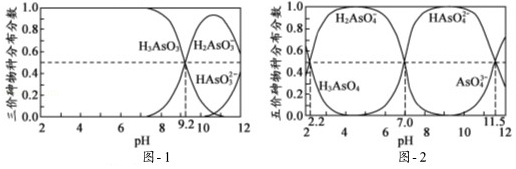 三价砷物种分布分数
1.0
0.8
0.6
0.4
0.2
0.0
H₃AsO₃
H₂AsO₃⁻
HAsO₃²⁻
2 4 6 8 9.2 10 12
pH
图-1
五价砷物种分布分数
1.0
0.8
0.6
0.4
0.2
0.0
H₂AsO₄⁻
HAsO₄²⁻
H₃AsO₄
AsO₄³⁻
2 2.2 4 6 7.0 8 10 11.5 12
pH
图-2